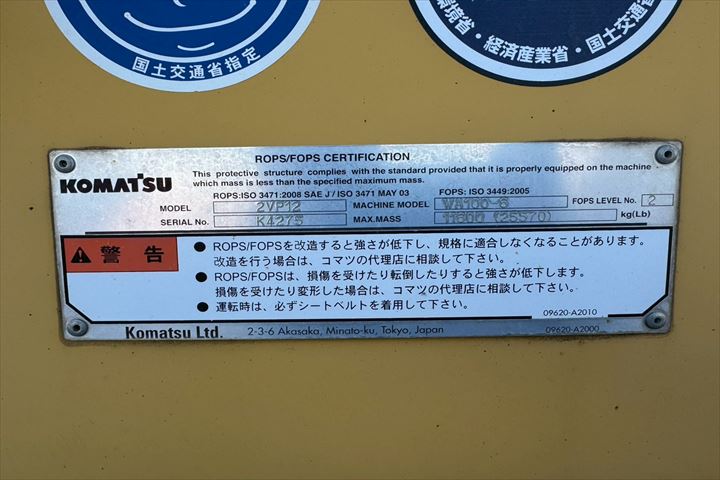 国土交通省指定
環境省・経済産業省・国土交通省
ROPS/FOPS CERTIFICATION
This protective structure complies with the standard provided that it is properly equipped on the machine
which mass is less than the specified maximum mass.
KOMATSU
ROPS:ISO 3471:2008 SAE J / ISO 3471 MAY 03 FOPS: ISO 3449:2005
MODEL 2VP12 MACHINE MODEL WA100-6 FOPS LEVEL No. 2
SERIAL No. K4275 MAX.MASS 11600 (25570) kg(Lb)
警告
● ROPS/FOPSを改造すると強さが低下し、規格に適合しなくなることがあります。
改造を行う場合は、コマツの代理店に相談して下さい。
● ROPS/FOPSは、損傷を受けたり転倒したりすると強さが低下します。
損傷を受けたり変形した場合は、コマツの代理店に相談して下さい。
● 運転時は、必ずシートベルトを着用して下さい。
09620-A2010
Komatsu Ltd. 2-3-6 Akasaka, Minato-ku, Tokyo, Japan 09620-A2000